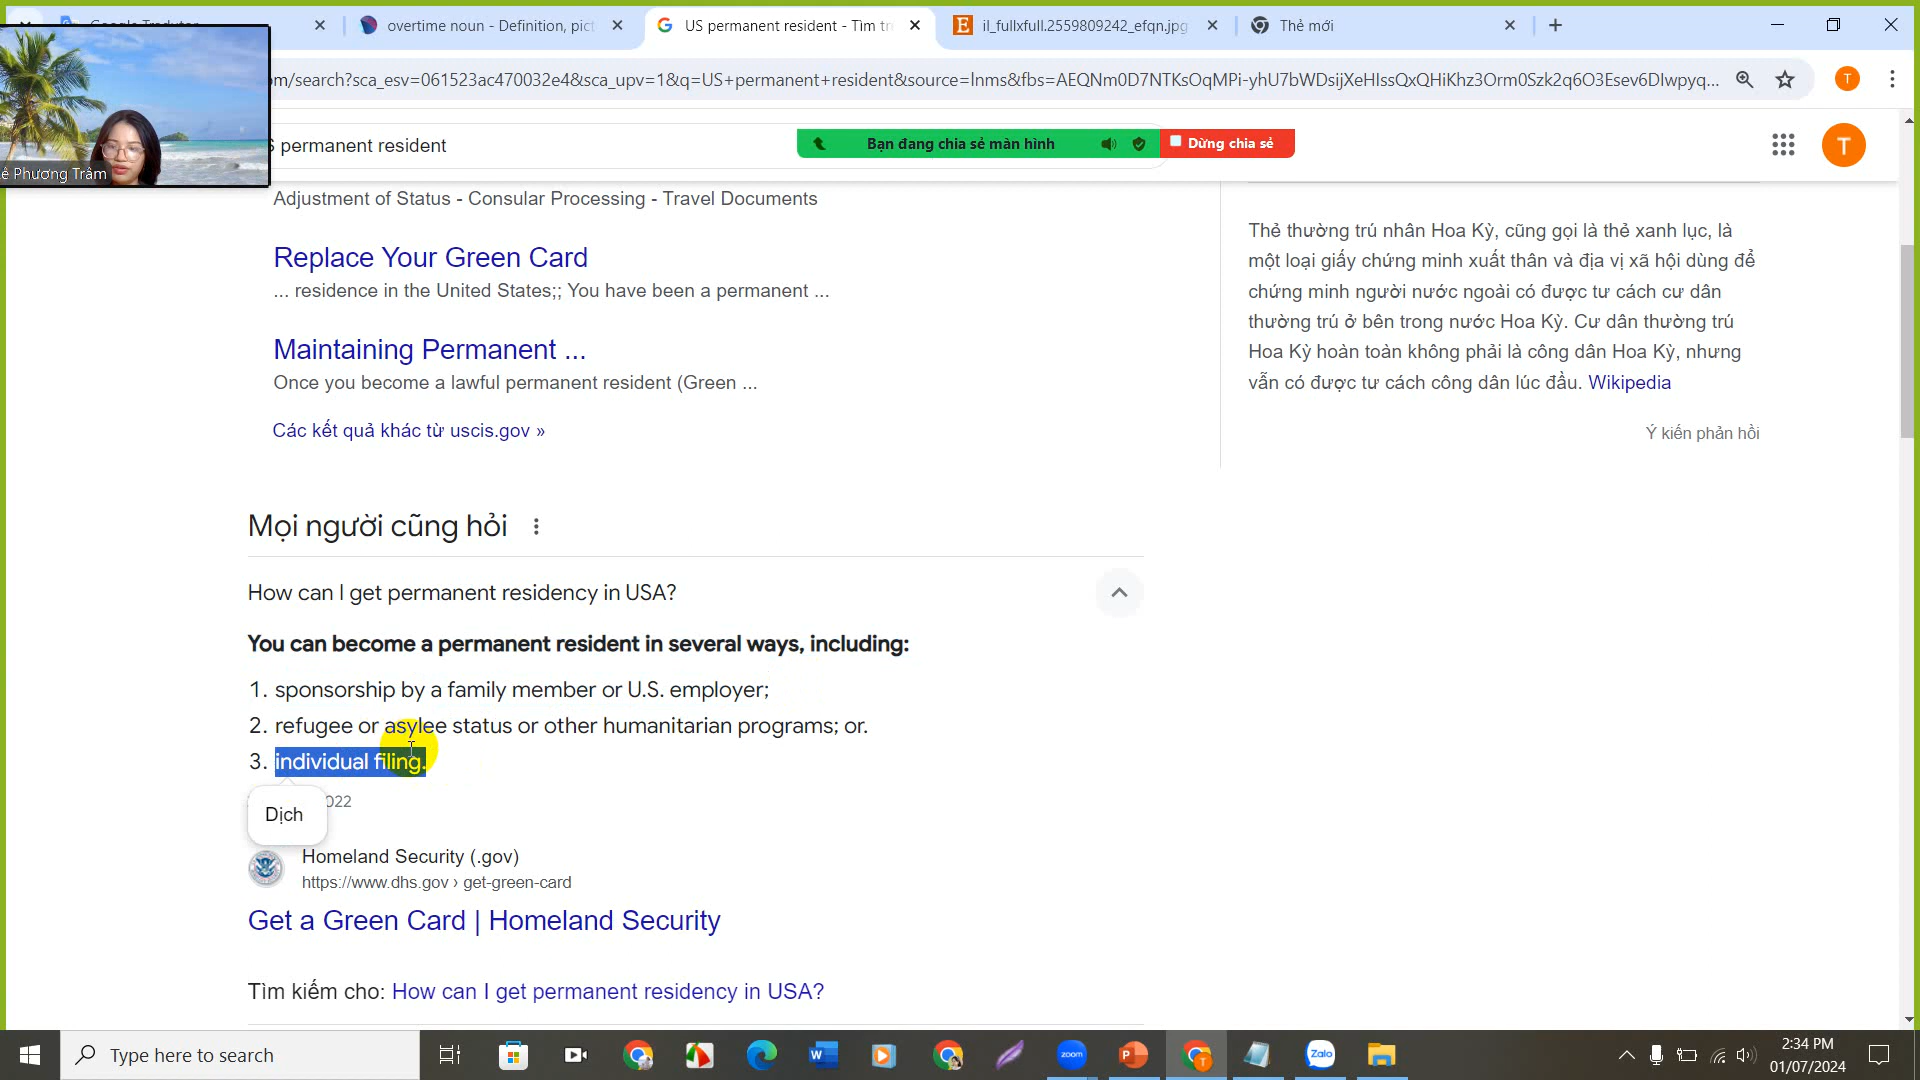 overtime noun - Definition, pict
US permanent resident - Tìm tr
il_fullxfull.2559809242_efqn.jpg
Thẻ mới
m/search?sca_esv=061523ac470032e4&sca_upv=1&q=US+permanent+resident&source=lnms&fbs=AEQNm0D7NTKsOqMPi-yhU7bWDsijXeHIssQxQHiKhz3Orm0Szk2q6O3Esev6DIwpyq...
T
permanent resident
Bạn đang chia sẻ màn hình
Dừng chia sẻ
T
ê Phương Trâm
Adjustment of Status - Consular Processing - Travel Documents
Replace Your Green Card
... residence in the United States;; You have been a permanent ...
Maintaining Permanent ...
Once you become a lawful permanent resident (Green ...
Các kết quả khác từ uscis.gov »
Thẻ thường trú nhân Hoa Kỳ, cũng gọi là thẻ xanh lục, là
một loại giấy chứng minh xuất thân và địa vị xã hội dùng để
chứng minh người nước ngoài có được tư cách cư dân
thường trú ở bên trong nước Hoa Kỳ. Cư dân thường trú
Hoa Kỳ hoàn toàn không phải là công dân Hoa Kỳ, nhưng
vẫn có được tư cách công dân lúc đầu. Wikipedia
Ý kiến phản hồi
Mọi người cũng hỏi
How can I get permanent residency in USA?
You can become a permanent resident in several ways, including:
1. sponsorship by a family member or U.S. employer;
2. refugee or asylee status or other humanitarian programs; or.
3. individual filing.
022
Dịch
Homeland Security (.gov)
https://www.dhs.gov › get-green-card
Get a Green Card | Homeland Security
Tìm kiếm cho: How can I get permanent residency in USA?
Type here to search
zoom
Zalo
2:34 PM
01/07/2024